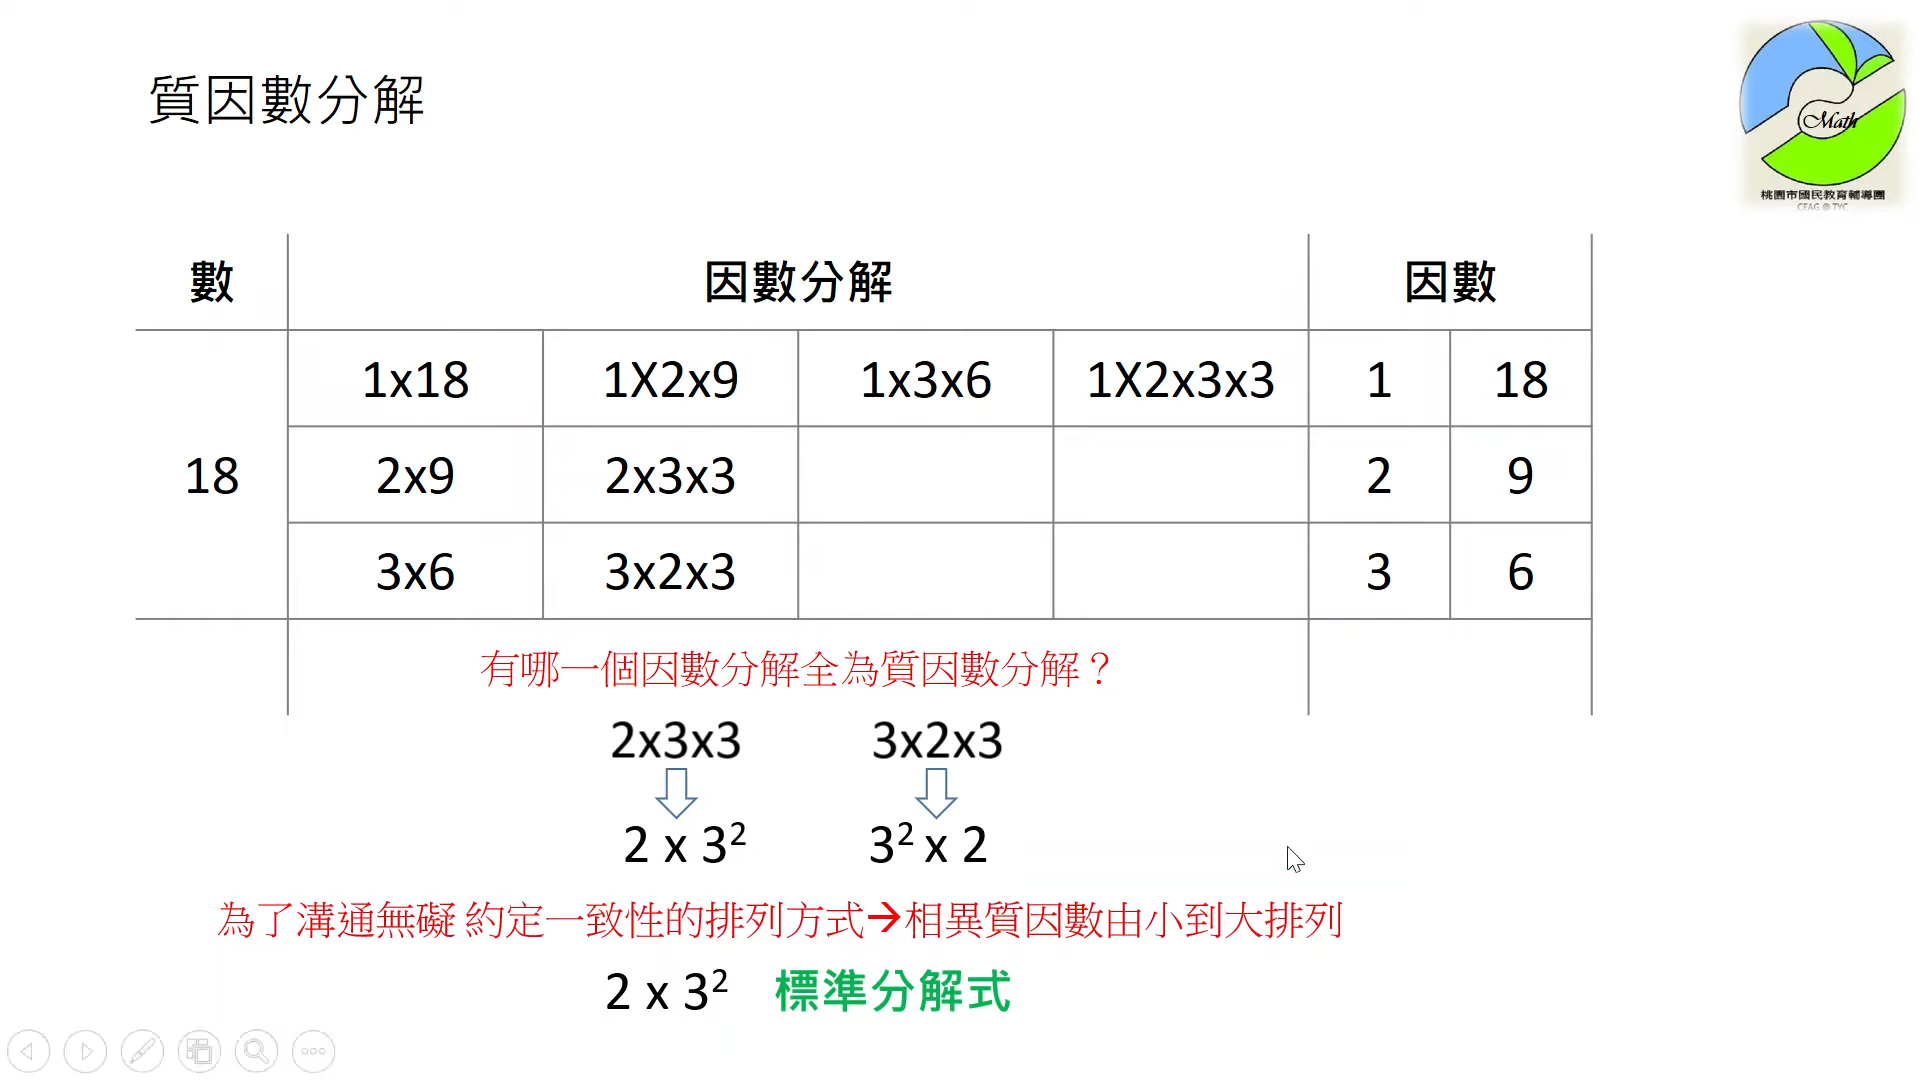 質因數分解
Math
桃園市國民教育輔導團
CEAG @ TYC
數 因數分解 因數
1x18 1X2x9 1x3x6 1X2x3x3 1 18
18 2x9 2x3x3 2 9
3x6 3x2x3 3 6
有哪一個因數分解全為質因數分解？
2x3x3 3x2x3
2 x 3² 3² x 2
為了溝通無礙 約定一致性的排列方式→相異質因數由小到大排列
2 x 3² 標準分解式